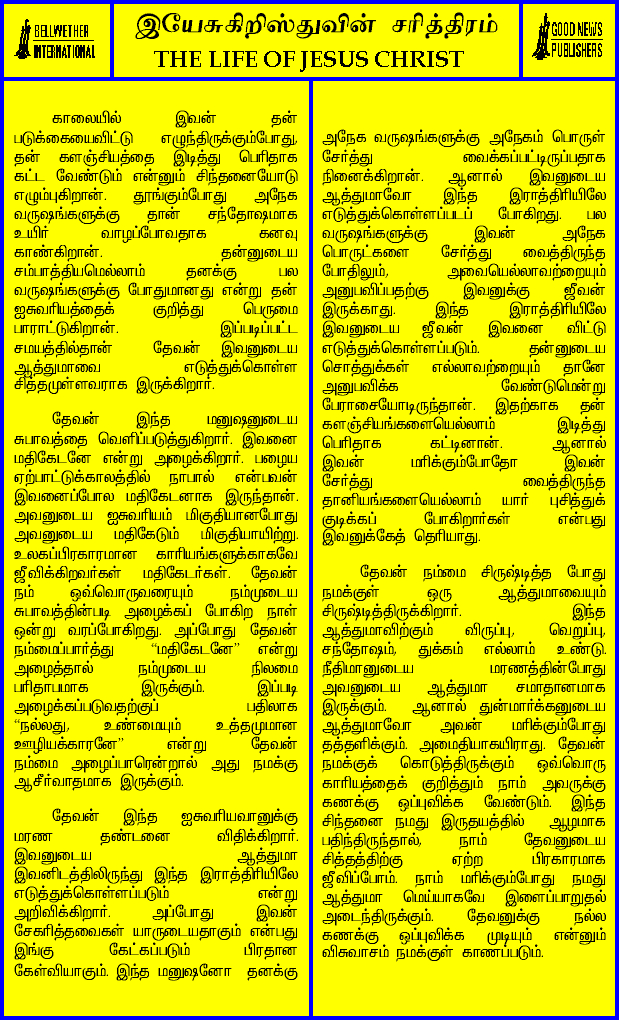 BELLWETHER
INTERNATIONAL
இயேசுகிறிஸ்துவின் சரித்திரம்
THE LIFE OF JESUS CHRIST
GOOD NEWS
PUBLISHERS
காலையில் இவன் தன்
படுக்கையைவிட்டு எழுந்திருக்கும்போது,
தன் களஞ்சியத்தை இடித்து பெரிதாக
கட்ட வேண்டும் என்னும் சிந்தனையோடு
எழும்புகிறான். தூங்கும்போது அநேக
வருஷங்களுக்கு தான் சந்தோஷமாக
உயிர் வாழப்போவதாக கனவு
காண்கிறான். தன்னுடைய
சம்பாத்தியமெல்லாம் தனக்கு பல
வருஷங்களுக்கு போதுமானது என்று தன்
ஐசுவரியத்தைக் குறித்து பெருமை
பாராட்டுகிறான். இப்படிப்பட்ட
சமயத்தில்தான் தேவன் இவனுடைய
ஆத்துமாவை எடுத்துக்கொள்ள
சித்தமுள்ளவராக இருக்கிறார்.
தேவன் இந்த மனுஷனுடைய
சுபாவத்தை வெளிப்படுத்துகிறார். இவனை
மதிகேடனே என்று அழைக்கிறார். பழைய
ஏற்பாட்டுக்காலத்தில் நாபால் என்பவன்
இவனைப்போல மதிகேடனாக இருந்தான்.
அவனுடைய ஐசுவரியம் மிகுதியானபோது
அவனுடைய மதிகேடும் மிகுதியாயிற்று.
உலகப்பிரகாரமான காரியங்களுக்காகவே
ஜீவிக்கிறவர்கள் மதிகேடர்கள். தேவன்
நம் ஒவ்வொருவரையும் நம்முடைய
சுபாவத்தின்படி அழைக்கப் போகிற நாள்
ஒன்று வரப்போகிறது. அப்போது தேவன்
நம்மைப்பார்த்து “மதிகேடனே” என்று
அழைத்தால் நம்முடைய நிலமை
பரிதாபமாக இருக்கும். இப்படி
அழைக்கப்படுவதற்குப் பதிலாக
“நல்லது, உண்மையும் உத்தமுமான
ஊழியக்காரனே” என்று தேவன்
நம்மை அழைப்பாரென்றால் அது நமக்கு
ஆசீர்வாதமாக இருக்கும்.
தேவன் இந்த ஐசுவரியவானுக்கு
மரண தண்டனை விதிக்கிறார்.
இவனுடைய ஆத்துமா
இவனிடத்திலிருந்து இந்த இராத்திரியிலே
எடுத்துக்கொள்ளப்படும் என்று
அறிவிக்கிறார். அப்போது இவன்
சேகரித்தவைகள் யாருடையதாகும் என்பது
இங்கு கேட்கப்படும் பிரதான
கேள்வியாகும். இந்த மனுஷனோ தனக்கு
அநேக வருஷங்களுக்கு அநேகம் பொருள்
சேர்த்து வைக்கப்பட்டிருப்பதாக
நினைக்கிறான். ஆனால் இவனுடைய
ஆத்துமாவோ இந்த இராத்திரியிலே
எடுத்துக்கொள்ளப்படப் போகிறது. பல
வருஷங்களுக்கு இவன் அநேக
பொருட்களை சேர்த்து வைத்திருந்த
போதிலும், அவையெல்லாவற்றையும்
அனுபவிப்பதற்கு இவனுக்கு ஜீவன்
இருக்காது. இந்த இராத்திரியிலே
இவனுடைய ஜீவன் இவனை விட்டு
எடுத்துக்கொள்ளப்படும். தன்னுடைய
சொத்துக்கள் எல்லாவற்றையும் தானே
அனுபவிக்க வேண்டுமென்று
பேராசையோடிருந்தான். இதற்காக தன்
களஞ்சியங்களையெல்லாம் இடித்து
பெரிதாக கட்டினான். ஆனால்
இவன் மரிக்கும்போதோ இவன்
சேர்த்து வைத்திருந்த
தானியங்களையெல்லாம் யார் புசித்துக்
குடிக்கப் போகிறார்கள் என்பது
இவனுக்கேத் தெரியாது.
தேவன் நம்மை சிருஷ்டித்த போது
நமக்குள் ஒரு ஆத்துமாவையும்
சிருஷ்டித்திருக்கிறார். இந்த
ஆத்துமாவிற்கும் விருப்பு, வெறுப்பு,
சந்தோஷம், துக்கம் எல்லாம் உண்டு.
நீதிமானுடைய மரணத்தின்போது
அவனுடைய ஆத்துமா சமாதானமாக
இருக்கும். ஆனால் துன்மார்க்கனுடைய
ஆத்துமாவோ அவன் மரிக்கும்போது
தத்தளிக்கும். அமைதியாகயிராது. தேவன்
நமக்குக் கொடுத்திருக்கும் ஒவ்வொரு
காரியத்தைக் குறித்தும் நாம் அவருக்கு
கணக்கு ஒப்புவிக்க வேண்டும். இந்த
சிந்தனை நமது இருதயத்தில் ஆழமாக
பதிந்திருந்தால், நாம் தேவனுடைய
சித்தத்திற்கு ஏற்ற பிரகாரமாக
ஜீவிப்போம். நாம் மரிக்கும்போது நமது
ஆத்துமா மெய்யாகவே இளைப்பாறுதல்
அடைந்திருக்கும். தேவனுக்கு நல்ல
கணக்கு ஒப்புவிக்க முடியும் என்னும்
விசுவாசம் நமக்குள் காணப்படும்.